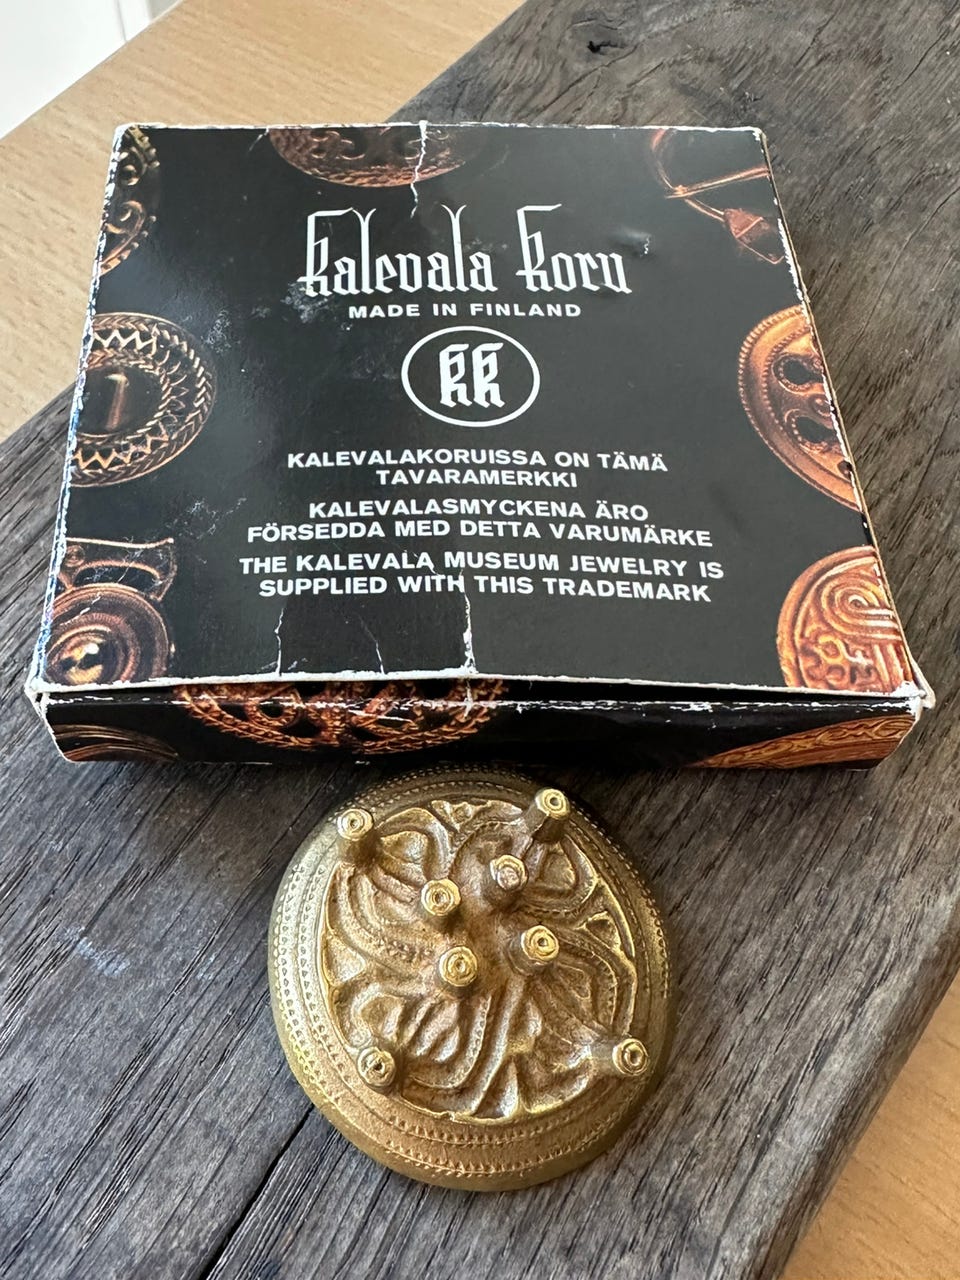 Kalevala Koru
MADE IN FINLAND
KK
KALEVALAKORUISSA ON TÄMÄ
TAVARAMERKKI
KALEVALASMYCKENA ÄRO
FÖRSEDDA MED DETTA VARUMÄRKE
THE KALEVALA MUSEUM JEWELRY IS
SUPPLIED WITH THIS TRADEMARK